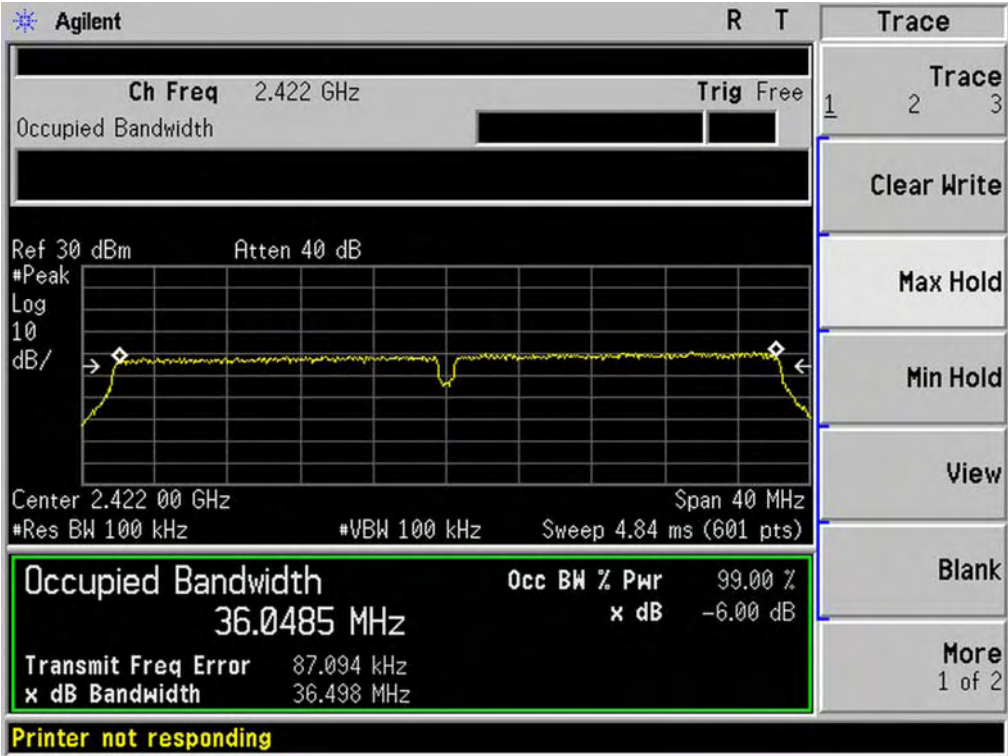 Agilent R T
Ch Freq 2.422 GHz Trig Free
Occupied Bandwidth
Ref 30 dBm Atten 40 dB
#Peak
Log
10
dB/
Center 2.422 00 GHz Span 40 MHz
#Res BW 100 kHz #VBW 100 kHz Sweep 4.84 ms (601 pts)
Occupied Bandwidth Occ BW % Pwr 99.00 %
36.0485 MHz x dB -6.00 dB
Transmit Freq Error 87.094 kHz
x dB Bandwidth 36.498 MHz
Printer not responding
Trace
Trace
1 2 3
Clear Write
Max Hold
Min Hold
View
Blank
More
1 of 2